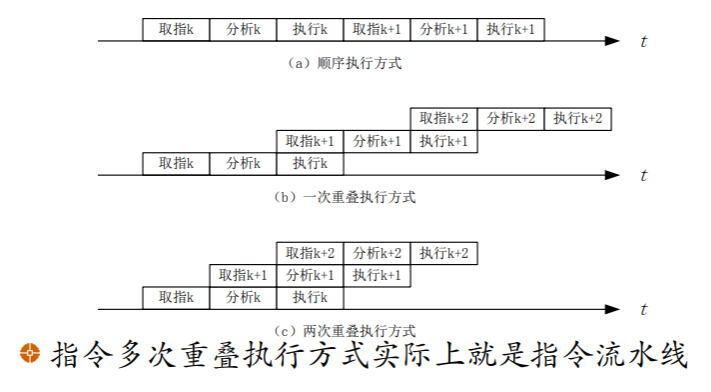 取指k 分析k 执行k 取指k+1 分析k+1 执行k+1
t
（a）顺序执行方式
取指k+2 分析k+2 执行k+2
取指k+1 分析k+1 执行k+1
取指k 分析k 执行k
t
（b）一次重叠执行方式
取指k+2 分析k+2 执行k+2
取指k+1 分析k+1 执行k+1
取指k 分析k 执行k
t
（c）两次重叠执行方式
指令多次重叠执行方式实际上就是指令流水线